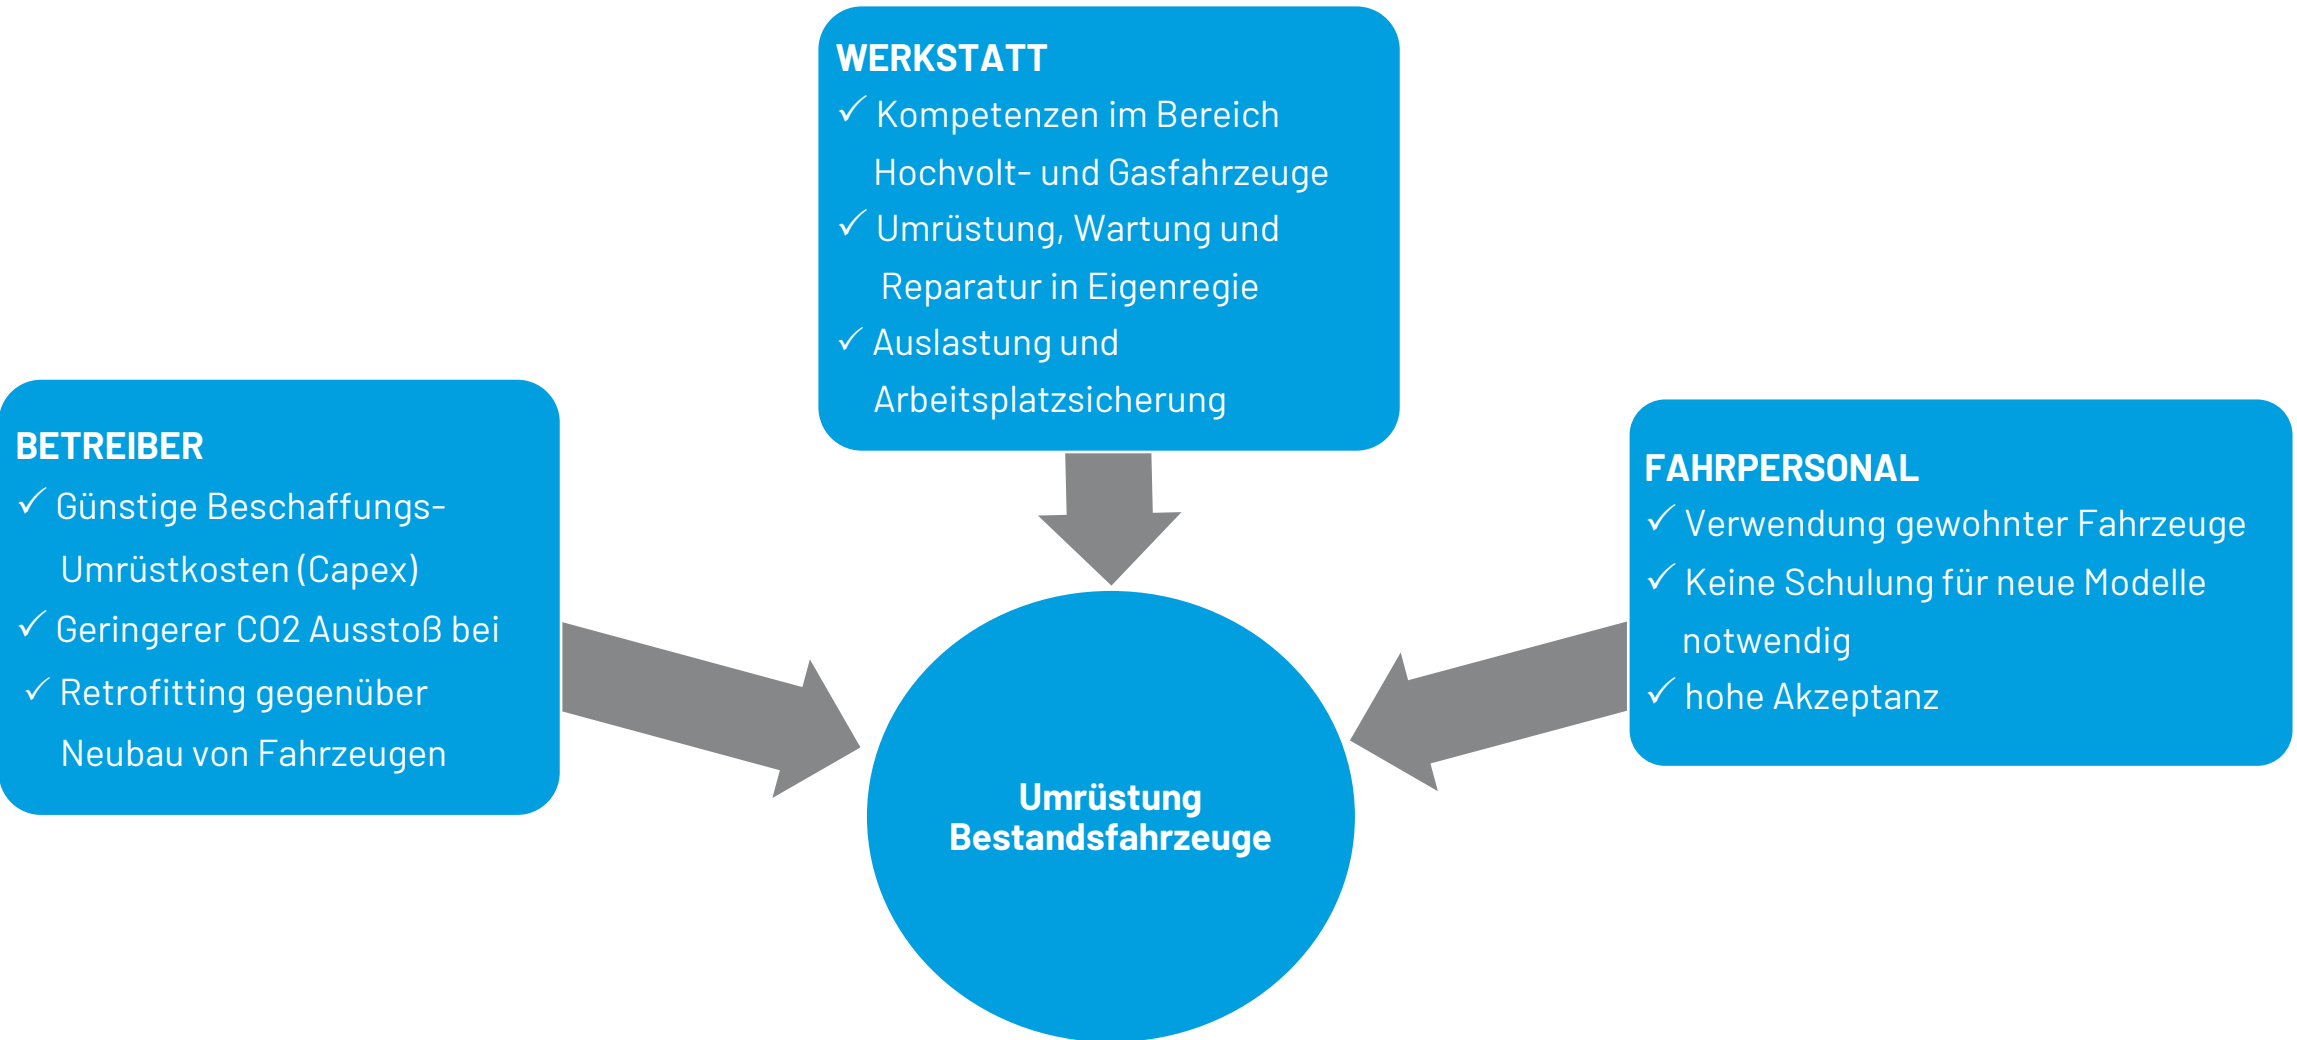 WERKSTATT
✓ Kompetenzen im Bereich
Hochvolt- und Gasfahrzeuge
✓ Umrüstung, Wartung und
Reparatur in Eigenregie
✓ Auslastung und
Arbeitsplatzsicherung
BETREIBER
✓ Günstige Beschaffungs-
Umrüstkosten (Capex)
✓ Geringerer CO2 Ausstoß bei
✓ Retrofitting gegenüber
Neubau von Fahrzeugen
FAHRPERSONAL
✓ Verwendung gewohnter Fahrzeuge
✓ Keine Schulung für neue Modelle
notwendig
✓ hohe Akzeptanz
Umrüstung
Bestandsfahrzeuge